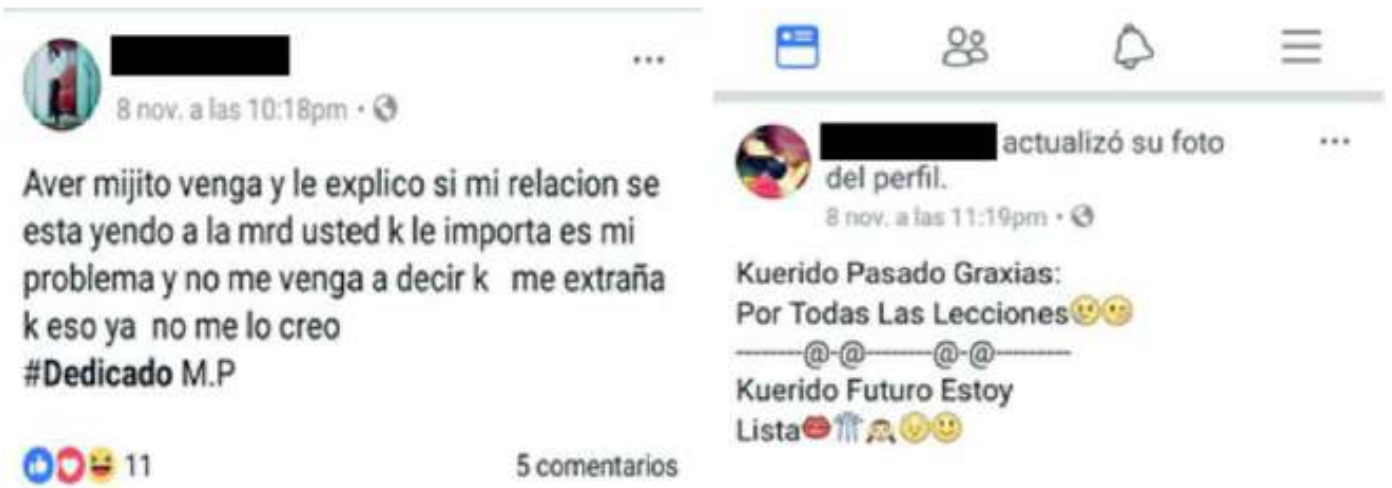 8 nov. a las 10:18pm
Aver mijito venga y le explico si mi relacion se
esta yendo a la mrd usted k le importa es mi
problema y no me venga a decir k me extraña
k eso ya no me lo creo
#Dedicado M.P
11
5 comentarios
actualizó su foto
del perfil.
8 nov. a las 11:19pm
Kuerido Pasado Graxias:
Por Todas Las Lecciones
--------@-@--------@-@---------
Kuerido Futuro Estoy
Lista